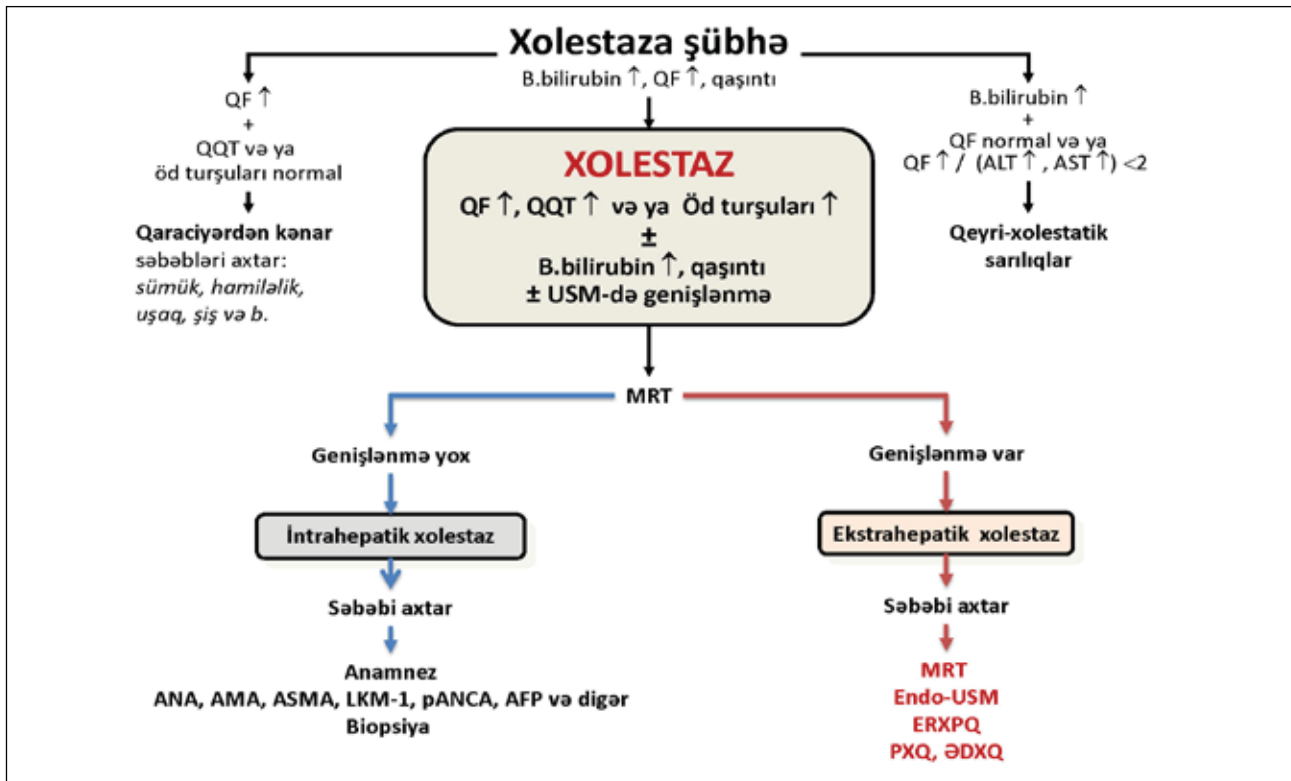 Xolestaza şübhə
B.bilirubin ↑, QF ↑, qaşıntı
QF ↑
+
QQT və ya
öd turşuları normal
Qaraciyərdən kənar
səbəbləri axtar:
sümük, hamiləlik,
uşaq, şiş və b.
XOLESTAZ
QF ↑, QQT ↑ və ya Öd turşuları ↑
±
B.bilirubin ↑, qaşıntı
± USM-də genişlənmə
B.bilirubin ↑
+
QF normal və ya
QF ↑ / (ALT ↑ , AST ↑) <2
Qeyri-xolestatik
sarılıqlar
MRT
Genişlənmə yox
İntrahepatik xolestaz
Səbəbi axtar
Anamnez
ANA, AMA, ASMA, LKM-1, pANCA, AFP və digər
Biopsiya
Genişlənmə var
Ekstrahepatik xolestaz
Səbəbi axtar
MRT
Endo-USM
ERXPQ
PXQ, ƏDXQ